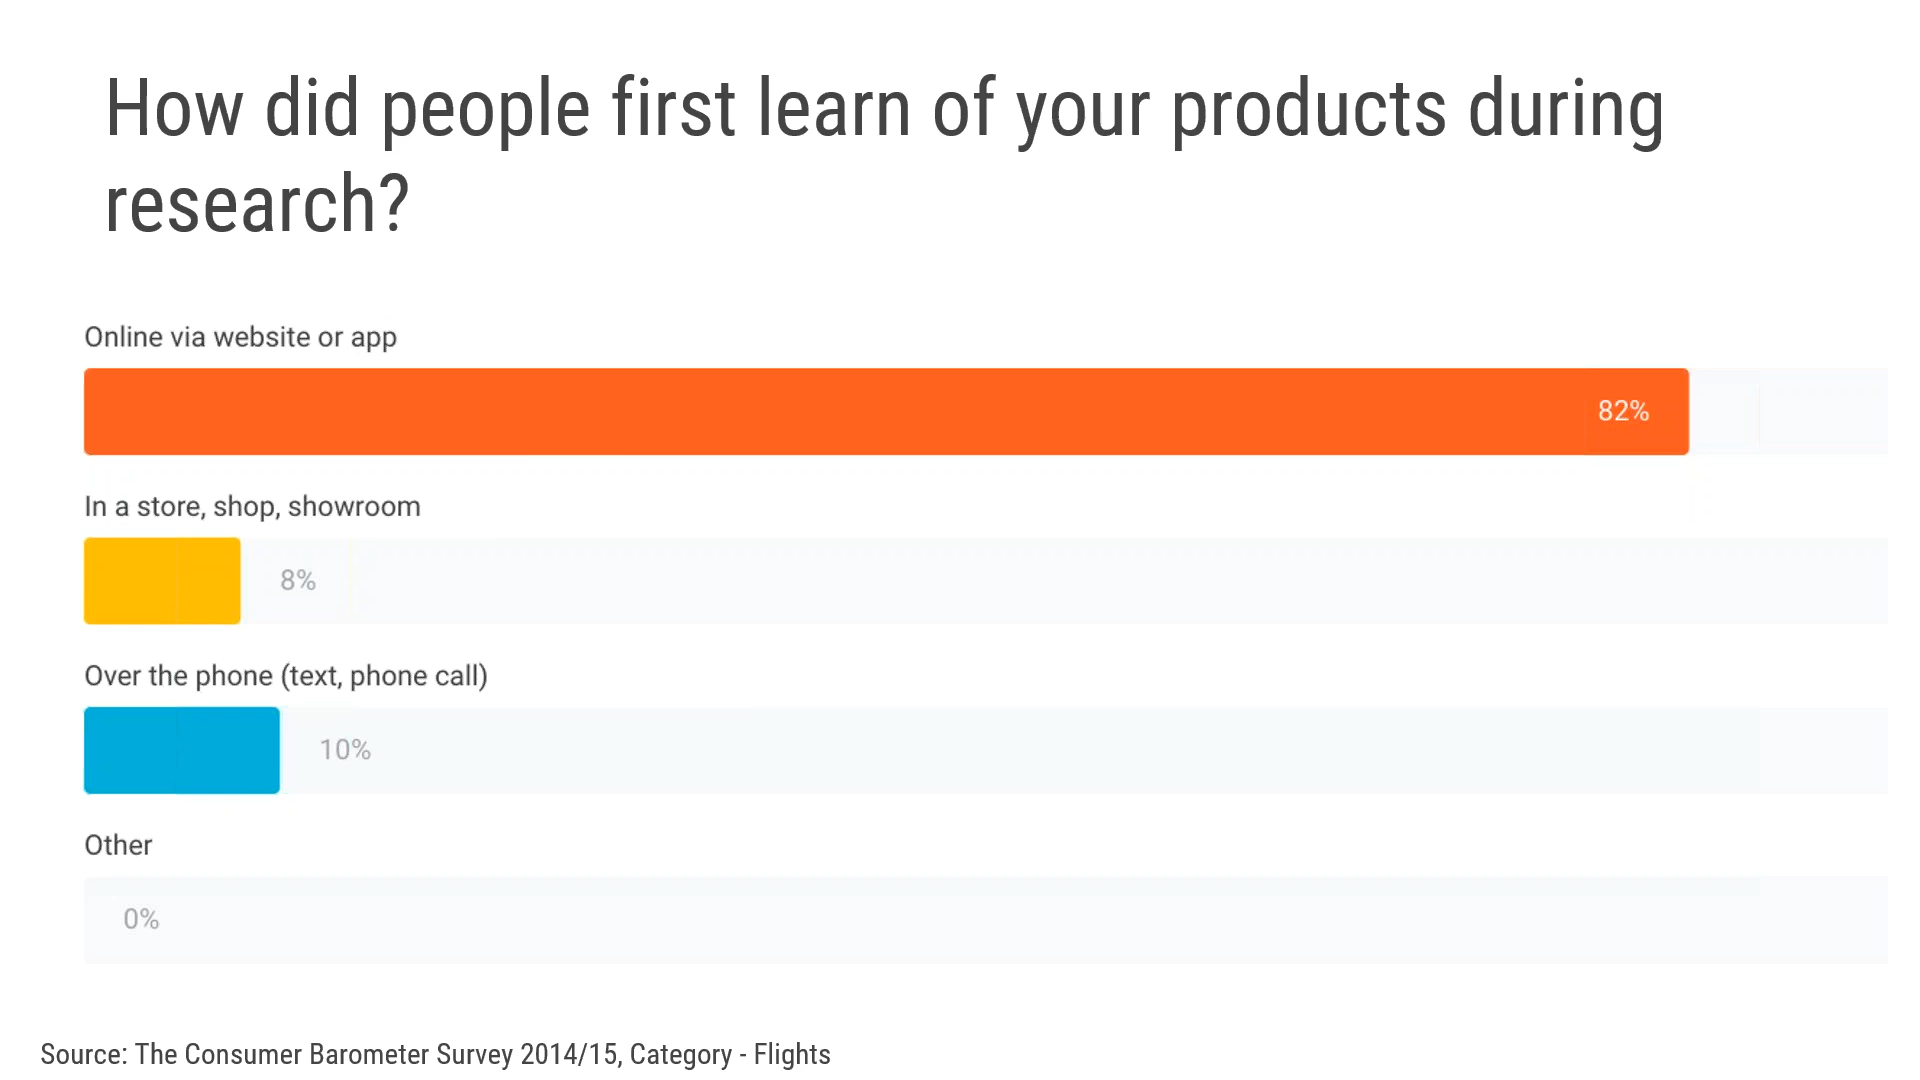 How did people first learn of your products during
research?
Online via website or app
82%
In a store, shop, showroom
8%
Over the phone (text, phone call)
10%
Other
0%
Source: The Consumer Barometer Survey 2014/15, Category - Flights